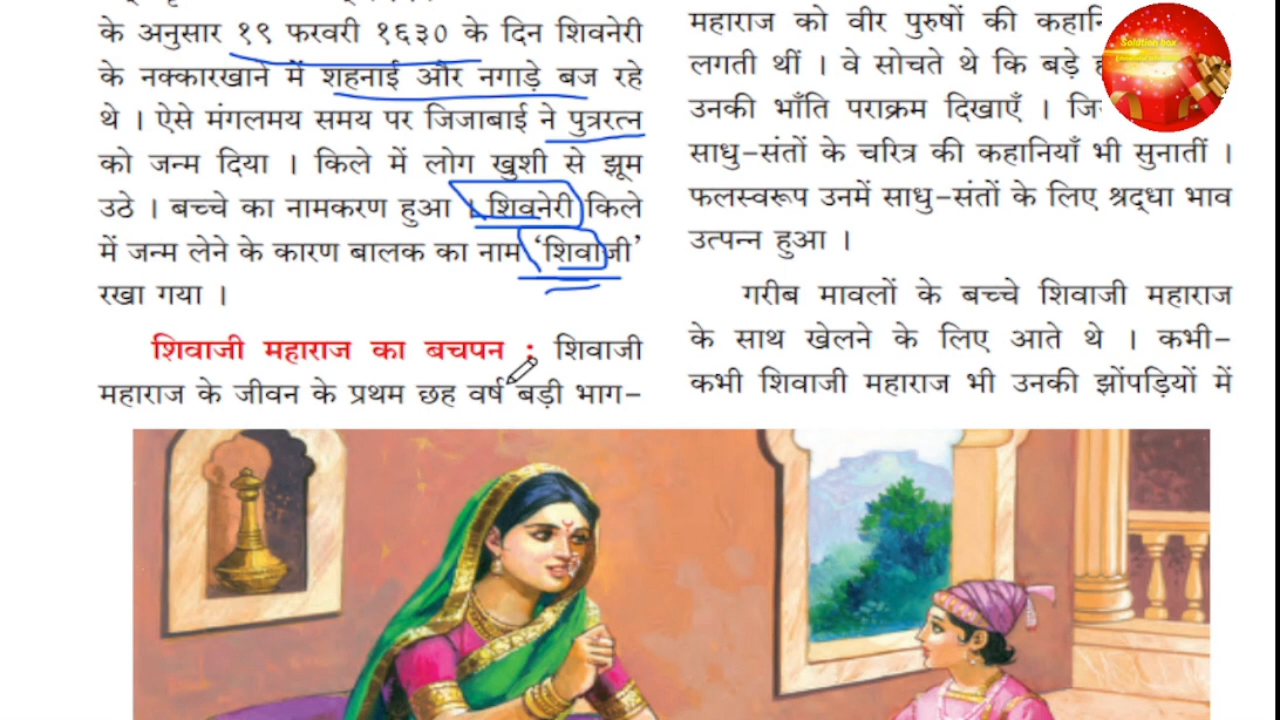 के अनुसार १९ फरवरी १६३० के दिन शिवनेरी
के नक्कारखाने में शहनाई और नगाड़े बज रहे
थे । ऐसे मंगलमय समय पर जिजाबाई ने पुत्ररत्न
को जन्म दिया । किले में लोग खुशी से झूम
उठे । बच्चे का नामकरण हुआ । शिवनेरी किले
में जन्म लेने के कारण बालक का नाम ‘शिवाजी’
रखा गया ।
शिवाजी महाराज का बचपन : शिवाजी
महाराज के जीवन के प्रथम छह वर्ष बड़ी भाग-
महाराज को वीर पुरुषों की
लगती थीं । वे सोचते थे कि बड़े
उनकी भाँति पराक्रम दिखाएँ ।
साधु-संतों के चरित्र की कहानियाँ भी सुनातीं ।
फलस्वरूप उनमें साधु-संतों के लिए श्रद्धा भाव
उत्पन्न हुआ ।
गरीब मावलों के बच्चे शिवाजी महाराज
के साथ खेलने के लिए आते थे । कभी-
कभी शिवाजी महाराज भी उनकी झोंपड़ियों में
Solution box